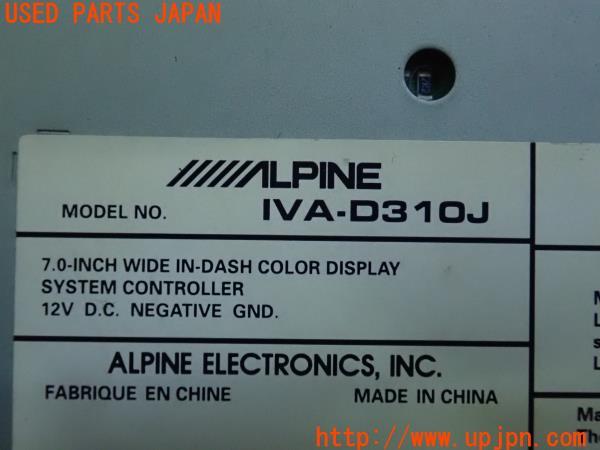 USED PARTS JAPAN
ALPINE
MODEL NO. IVA-D310J
7.0-INCH WIDE IN-DASH COLOR DISPLAY
SYSTEM CONTROLLER
12V D.C. NEGATIVE GND.
ALPINE ELECTRONICS, INC.
FABRIQUE EN CHINE MADE IN CHINA
http://www.upjpn.com/